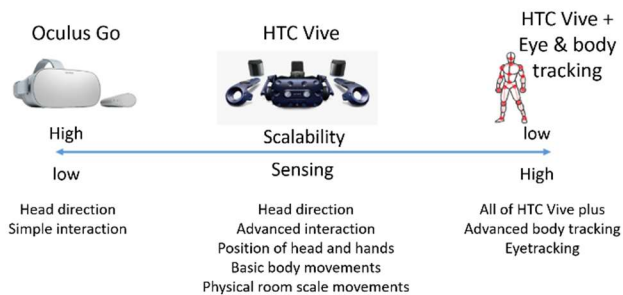 Oculus Go
HTC Vive
HTC Vive +
Eye & body
tracking
High
Scalability
low
low
Sensing
High
Head direction
Simple interaction
Head direction
Advanced interaction
Position of head and hands
Basic body movements
Physical room scale movements
All of HTC Vive plus
Advanced body tracking
Eyetracking